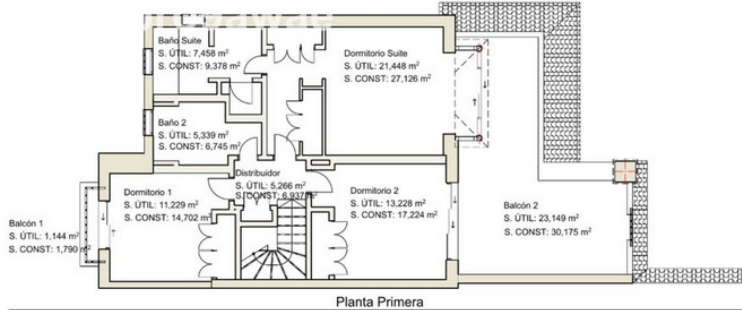 Baño Suite
S. ÚTIL: 7,458 m²
S. CONST: 9,378 m²
Dormitorio Suite
S. ÚTIL: 21,448 m²
S. CONST: 27,126 m²
Baño 2
S. ÚTIL: 5,339 m²
S. CONST: 6,745 m²
Distribuidor
S. ÚTIL: 5,266 m²
S. CONST: 6,937 m²
Dormitorio 1
S. ÚTIL: 11,229 m²
S. CONST: 14,702 m²
Dormitorio 2
S. ÚTIL: 13,228 m²
S. CONST: 17,224 m²
Balcón 1
S. ÚTIL: 1,144 m²
S. CONST: 1,790 m²
Balcón 2
S. ÚTIL: 23,149 m²
S. CONST: 30,175 m²
Planta Primera